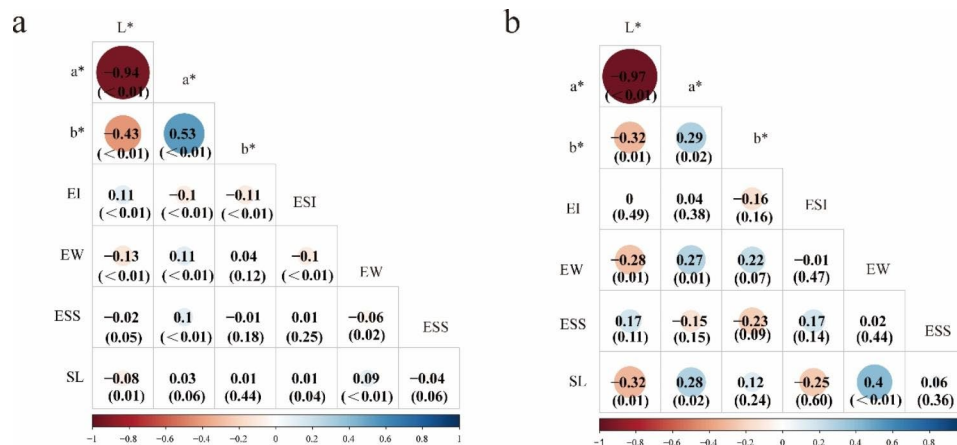 a
L*
a* −0.94 a*
(<0.01)
b* −0.43 0.53 b*
(<0.01) (<0.01)
EI 0.11 −0.1 −0.11 ESI
(<0.01) (<0.01) (<0.01)
EW −0.13 0.11 0.04 −0.1 EW
(<0.01) (<0.01) (0.12) (<0.01)
ESS −0.02 0.1 −0.01 0.01 −0.06 ESS
(0.05) (<0.01) (0.18) (0.25) (0.02)
SL −0.08 0.03 0.01 0.01 0.09 −0.04
(0.01) (0.06) (0.44) (0.04) (<0.01) (0.06)
−1 −0.8 −0.6 −0.4 −0.2 0 0.2 0.4 0.6 0.8 1
b
L*
a* −0.97 a*
(<0.01)
b* −0.32 0.29 b*
(0.01) (0.02)
EI 0 0.04 −0.16 ESI
(0.49) (0.38) (0.16)
EW −0.28 0.27 0.22 −0.01 EW
(0.01) (0.01) (0.07) (0.47)
ESS 0.17 −0.15 −0.23 0.17 0.02 ESS
(0.11) (0.15) (0.09) (0.14) (0.44)
SL −0.32 0.28 0.12 −0.25 0.4 0.06
(0.01) (0.02) (0.24) (0.60) (<0.01) (0.36)
−1 −0.8 −0.6 −0.4 −0.2 0 0.2 0.4 0.6 0.8